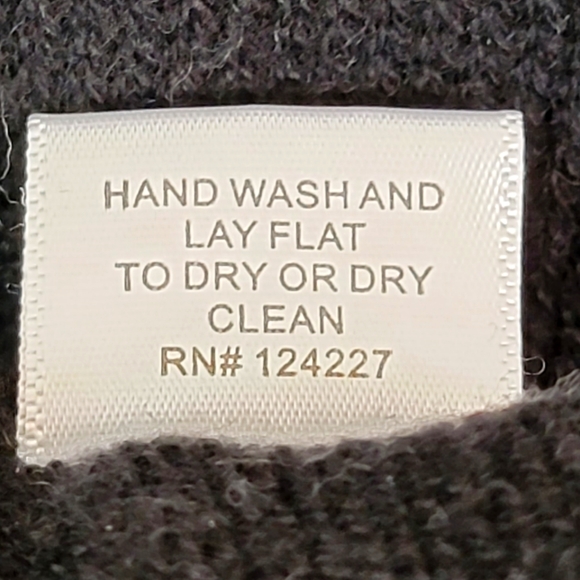 HAND WASH AND
LAY FLAT
TO DRY OR DRY
CLEAN
RN# 124227